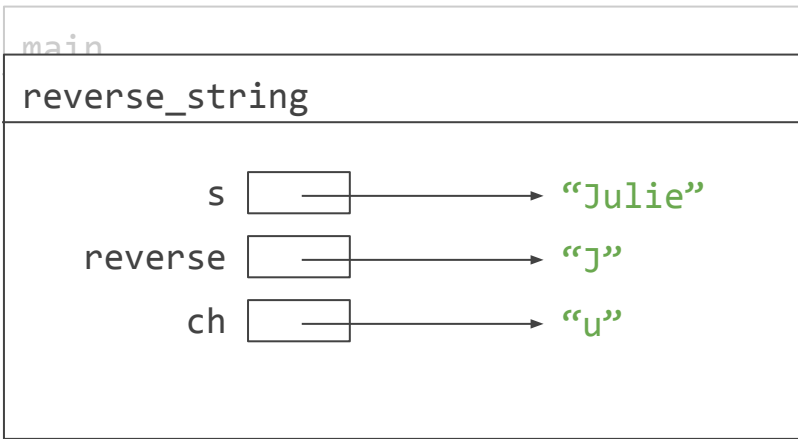 main
reverse_string
s “Julie”
reverse “J”
ch “u”